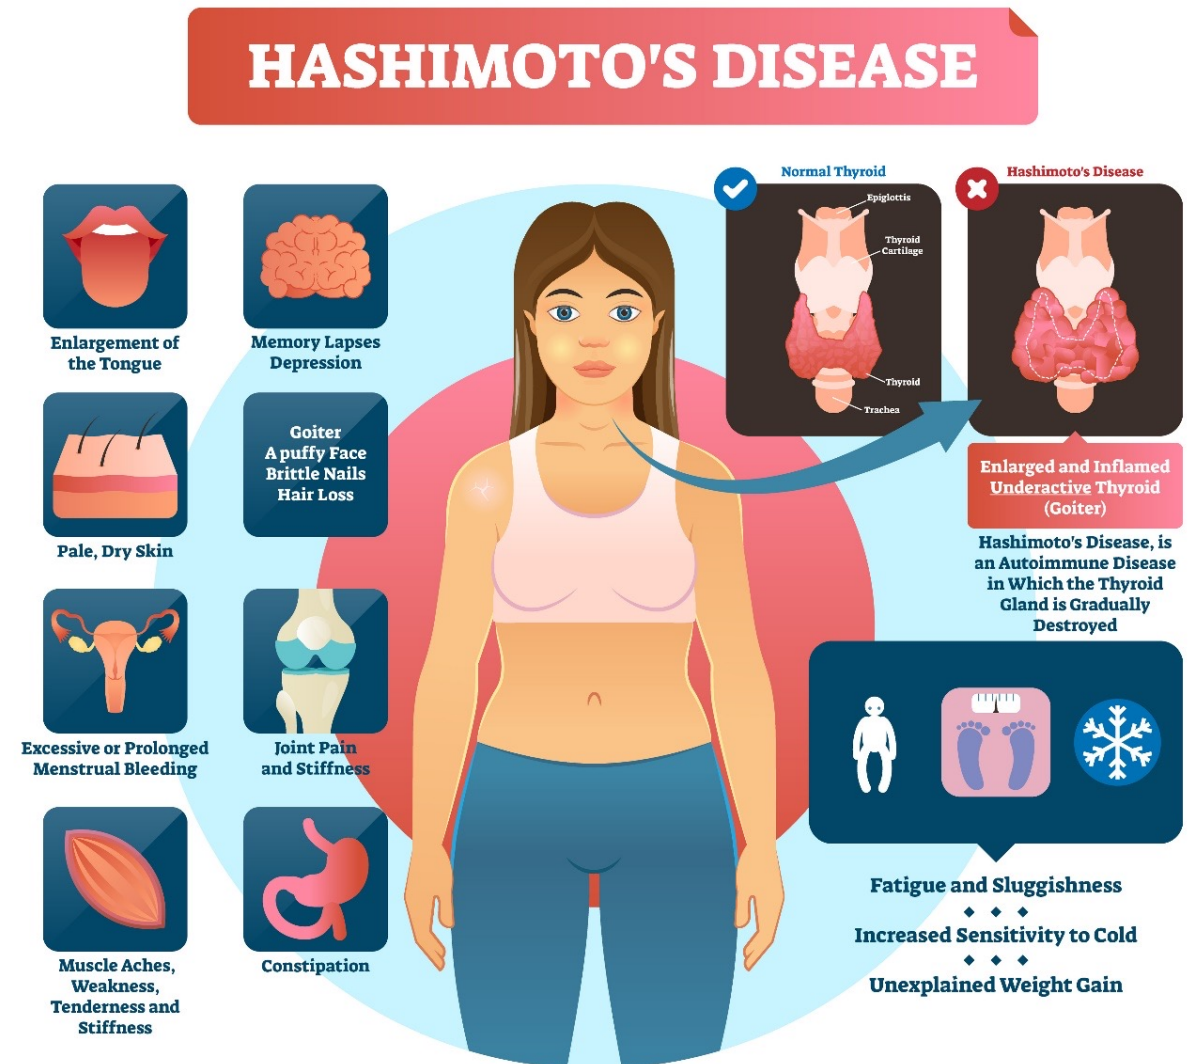 HASHIMOTO'S DISEASE
Enlargement of
the Tongue
Memory Lapses
Depression
Pale, Dry Skin
Goiter
A puffy Face
Brittle Nails
Hair Loss
Excessive or Prolonged
Menstrual Bleeding
Joint Pain
and Stiffness
Muscle Aches,
Weakness,
Tenderness and
Stiffness
Constipation
Normal Thyroid
Epiglottis
Thyroid
Cartilage
Thyroid
Trachea
Hashimoto's Disease
Enlarged and Inflamed
Underactive Thyroid
(Goiter)
Hashimoto's Disease, is
an Autoimmune Disease
in Which the Thyroid
Gland is Gradually
Destroyed
Fatigue and Sluggishness
Increased Sensitivity to Cold
Unexplained Weight Gain